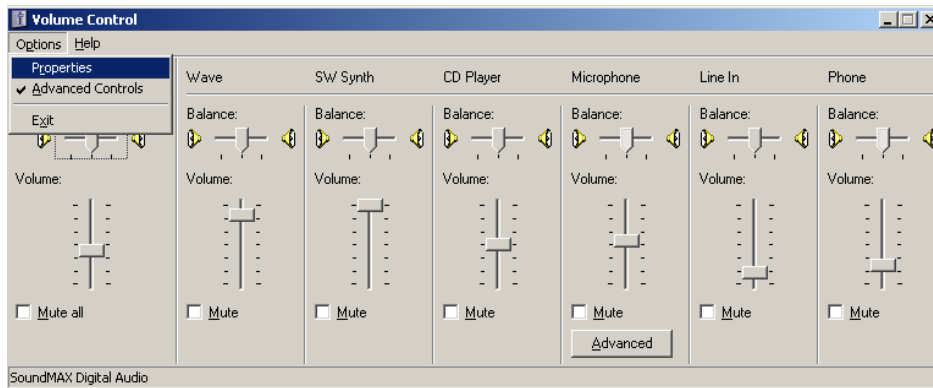 Volume Control
Options Help
Properties
Advanced Controls
Exit
Wave SW Synth CD Player Microphone Line In Phone
Balance: Balance: Balance: Balance: Balance: Balance:
Volume: Volume: Volume: Volume: Volume: Volume: Volume:
Mute all Mute Mute Mute Mute Mute Mute
Advanced
SoundMAX Digital Audio